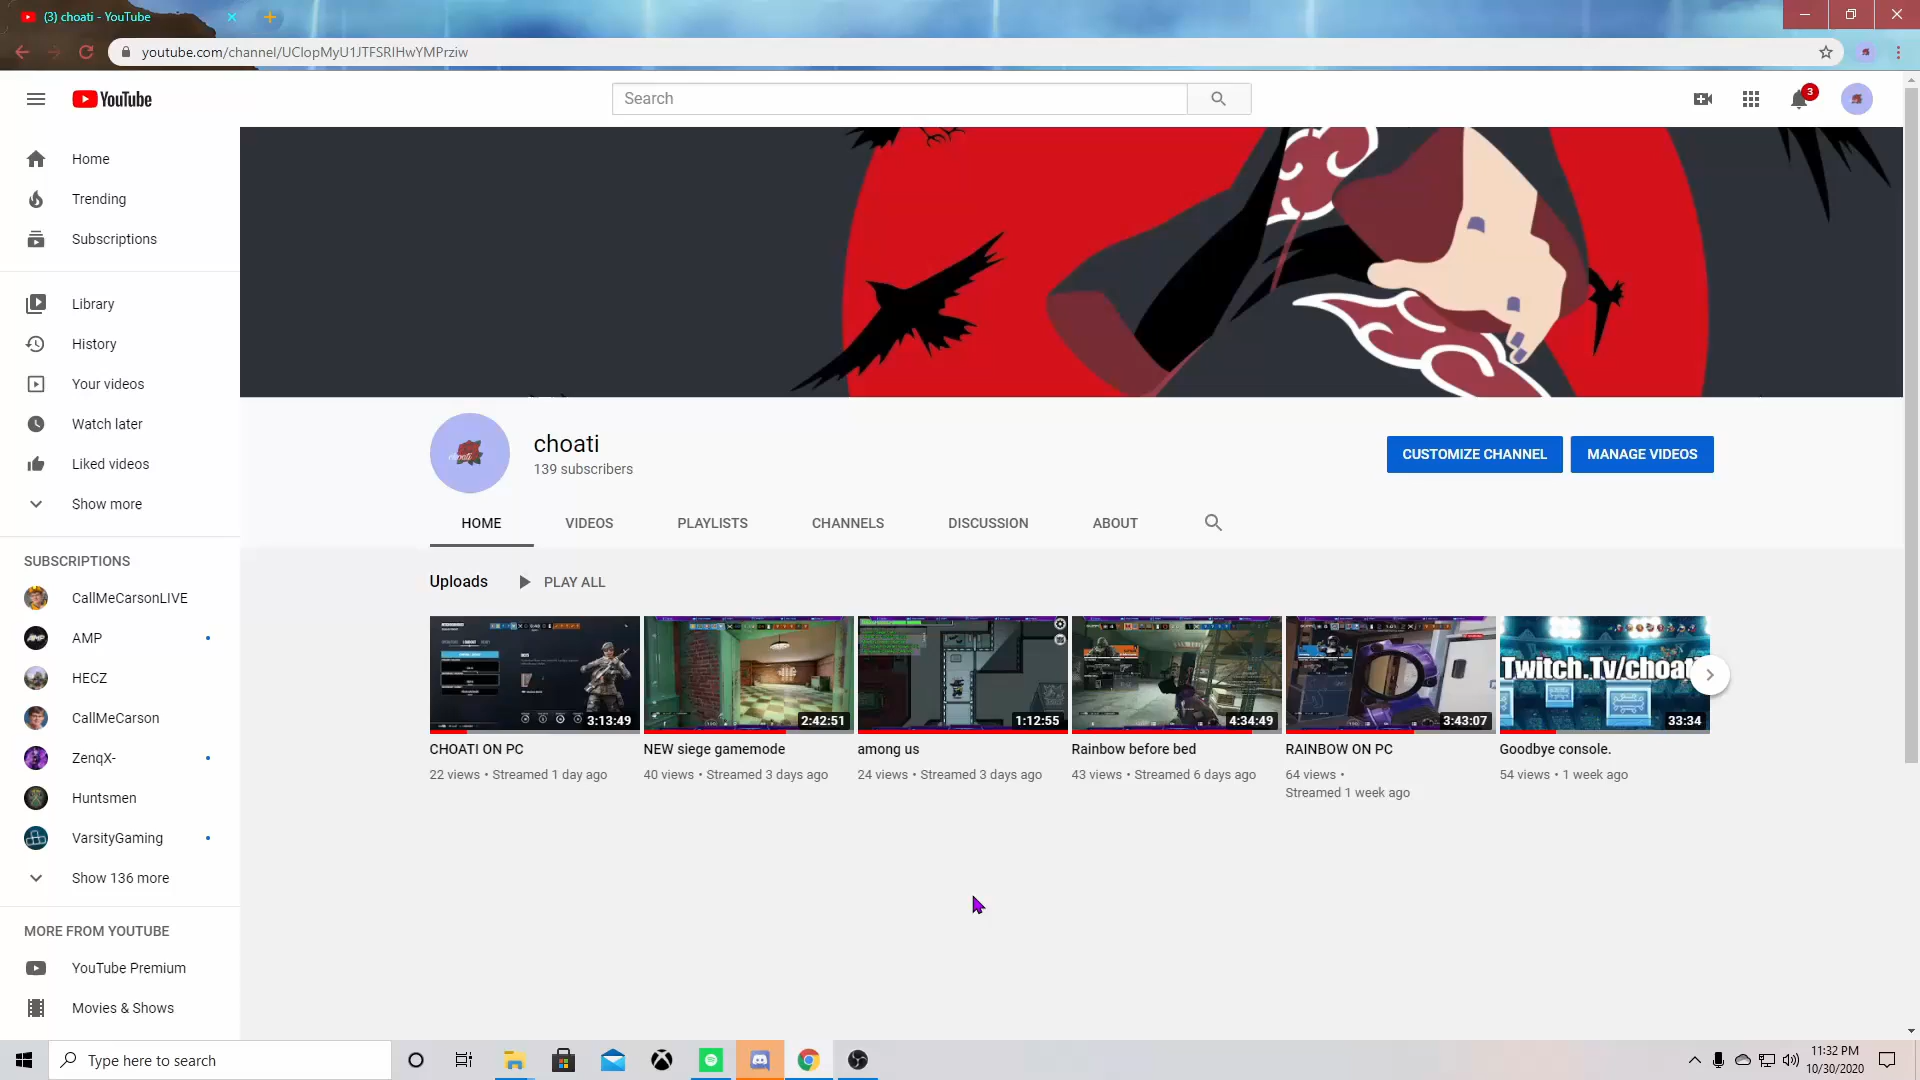 (3) choati - YouTube
youtube.com/channel/UClopMyU1JTFSRIHwYMPrziw
YouTube
Search
3
Home
Trending
Subscriptions
Library
History
Your videos
Watch later
Liked videos
Show more
SUBSCRIPTIONS
CallMeCarsonLIVE
AMP
HECZ
CallMeCarson
ZenqX-
Huntsmen
VarsityGaming
Show 136 more
MORE FROM YOUTUBE
YouTube Premium
Movies & Shows
choati
139 subscribers
CUSTOMIZE CHANNEL
MANAGE VIDEOS
HOME VIDEOS PLAYLISTS CHANNELS DISCUSSION ABOUT
Uploads PLAY ALL
3:13:49
CHOATI ON PC
22 views • Streamed 1 day ago
2:42:51
NEW siege gamemode
40 views • Streamed 3 days ago
1:12:55
among us
24 views • Streamed 3 days ago
4:34:49
Rainbow before bed
43 views • Streamed 6 days ago
3:43:07
RAINBOW ON PC
64 views •
Streamed 1 week ago
Twitch.Tv/choati
33:34
Goodbye console.
54 views • 1 week ago
Type here to search
11:32 PM
10/30/2020